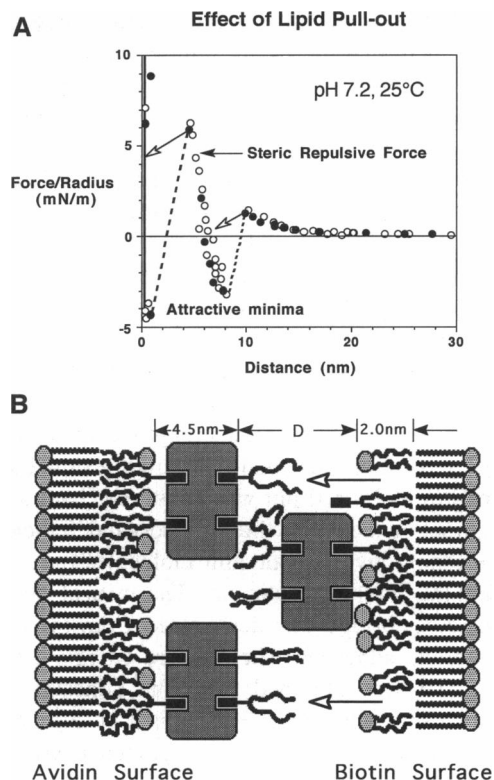 Effect of Lipid Pull-out
A
10
pH 7.2, 25°C
5
Steric Repulsive Force
Force/Radius
(mN/m)
0
Attractive minima
-5
0 10 20 30
Distance (nm)
B
4.5nm D 2.0nm
Avidin Surface Biotin Surface